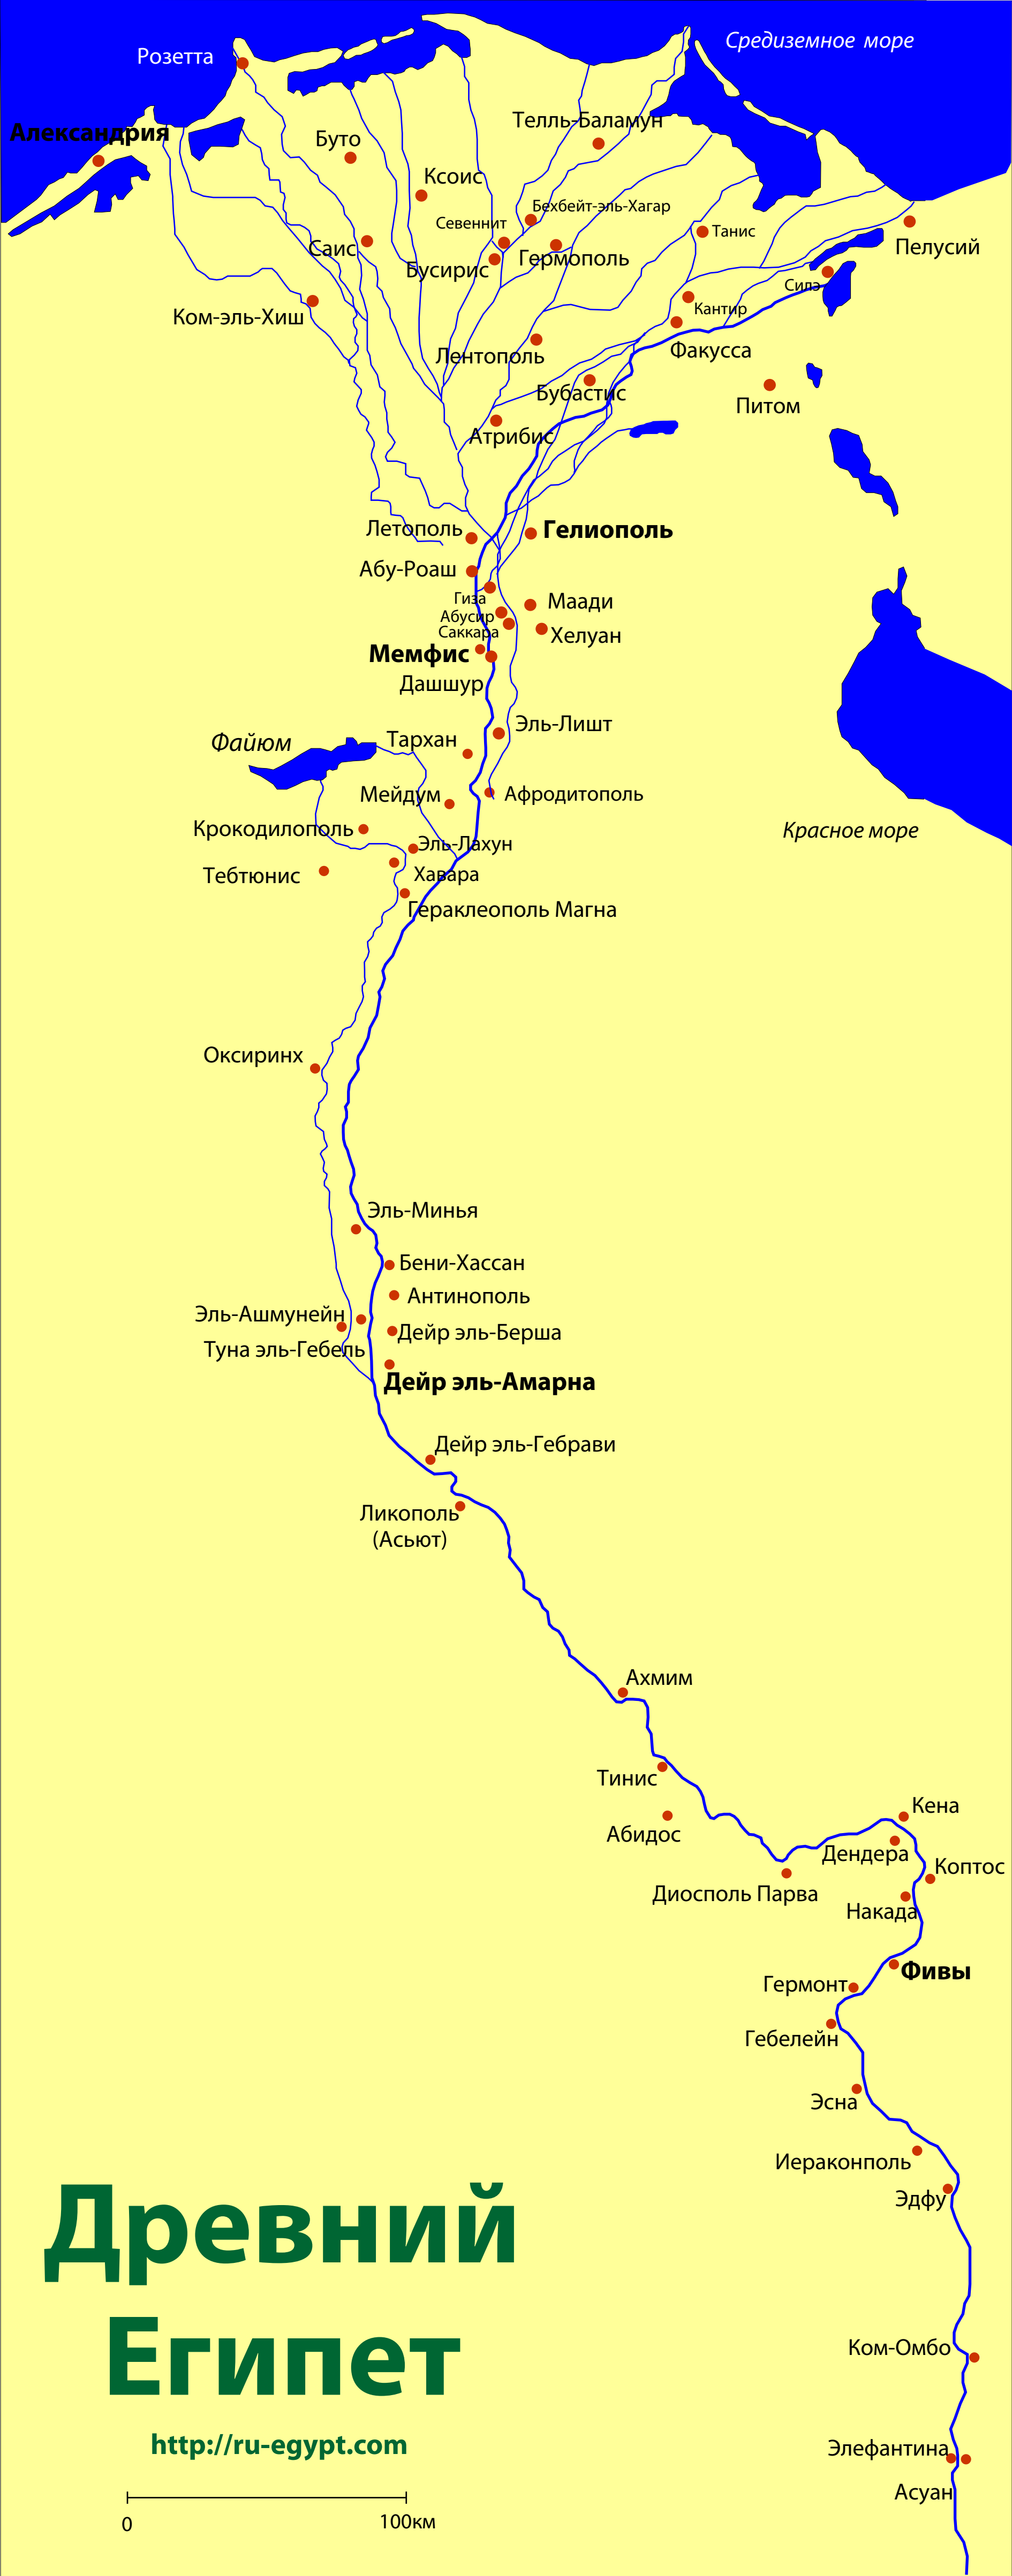 Средиземное море
Розетта
Александрия
Телль-Баламун
Буто
Ксоис
Бехбейт-эль-Хагар
Севеннит
Танис
Пелусий
Саис
Гермополь
Бусирис
Силэ
Кантир
Ком-эль-Хиш
Факусса
Лентополь
Бубастис
Питом
Атрибис
Летополь
Гелиополь
Абу-Роаш
Гиза
Маади
Абусир
Саккара
Хелуан
Мемфис
Дашшур
Эль-Лишт
Файюм
Тархан
Мейдум
Афродитополь
Крокодилополь
Красное море
Эль-Лахун
Хавара
Тебтюнис
Гераклеополь Магна
Оксиринх
Эль-Минья
Бени-Хассан
Антинополь
Эль-Ашмунейн
Дейр эль-Берша
Туна эль-Гебель
Дейр эль-Амарна
Дейр эль-Гебрави
Ликополь
(Асьют)
Ахмим
Тинис
Кена
Абидос
Дендера
Коптос
Диосполь Парва
Накада
Фивы
Гермонт
Гебелейн
Эсна
Иераконполь
Эдфу
Древний
Египет
Ком-Омбо
http://ru-egypt.com
Элефантина
Асуан
0
100км